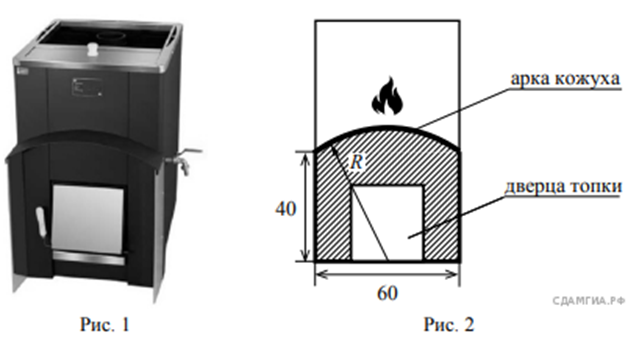 арка кожуха
R
дверца топки
40
60
СДАМГИА.РФ
Рис. 1
Рис. 2